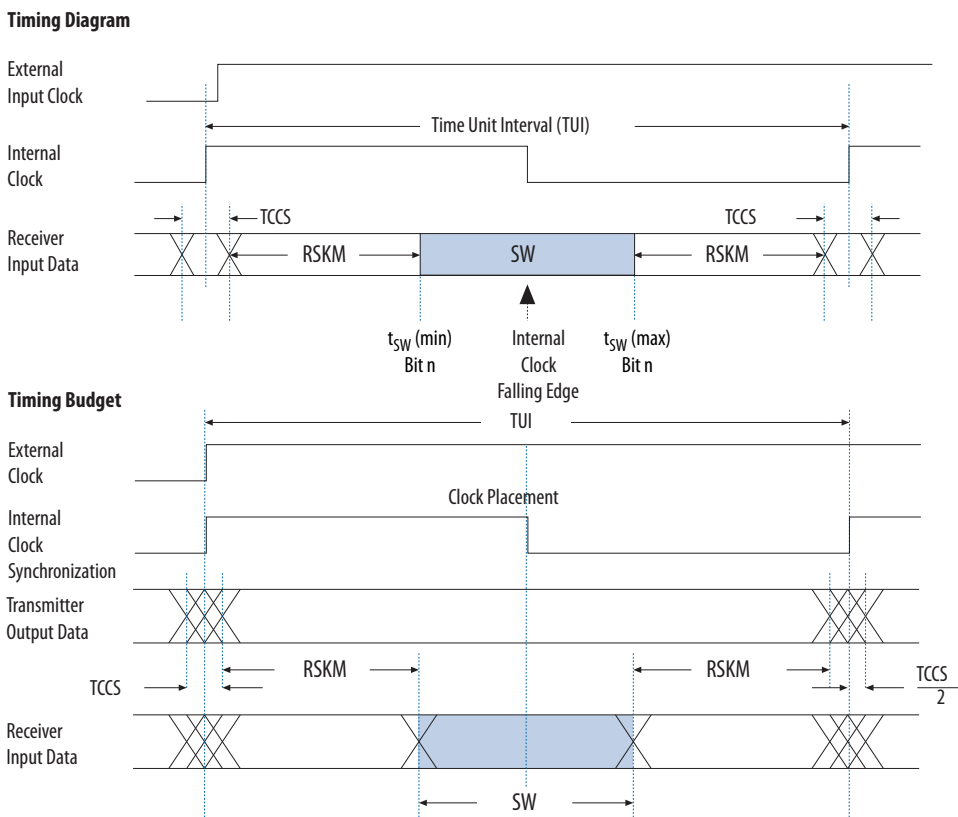 Timing Diagram
External
Input Clock
Time Unit Interval (TUI)
Internal
Clock
TCCS
TCCS
Receiver
Input Data
RSKM
SW
RSKM
tSW (min)
Bit n
Internal
Clock
Falling Edge
tSW (max)
Bit n
Timing Budget
TUI
External
Clock
Clock Placement
Internal
Clock
Synchronization
Transmitter
Output Data
RSKM
RSKM
TCCS
TCCS
2
Receiver
Input Data
SW